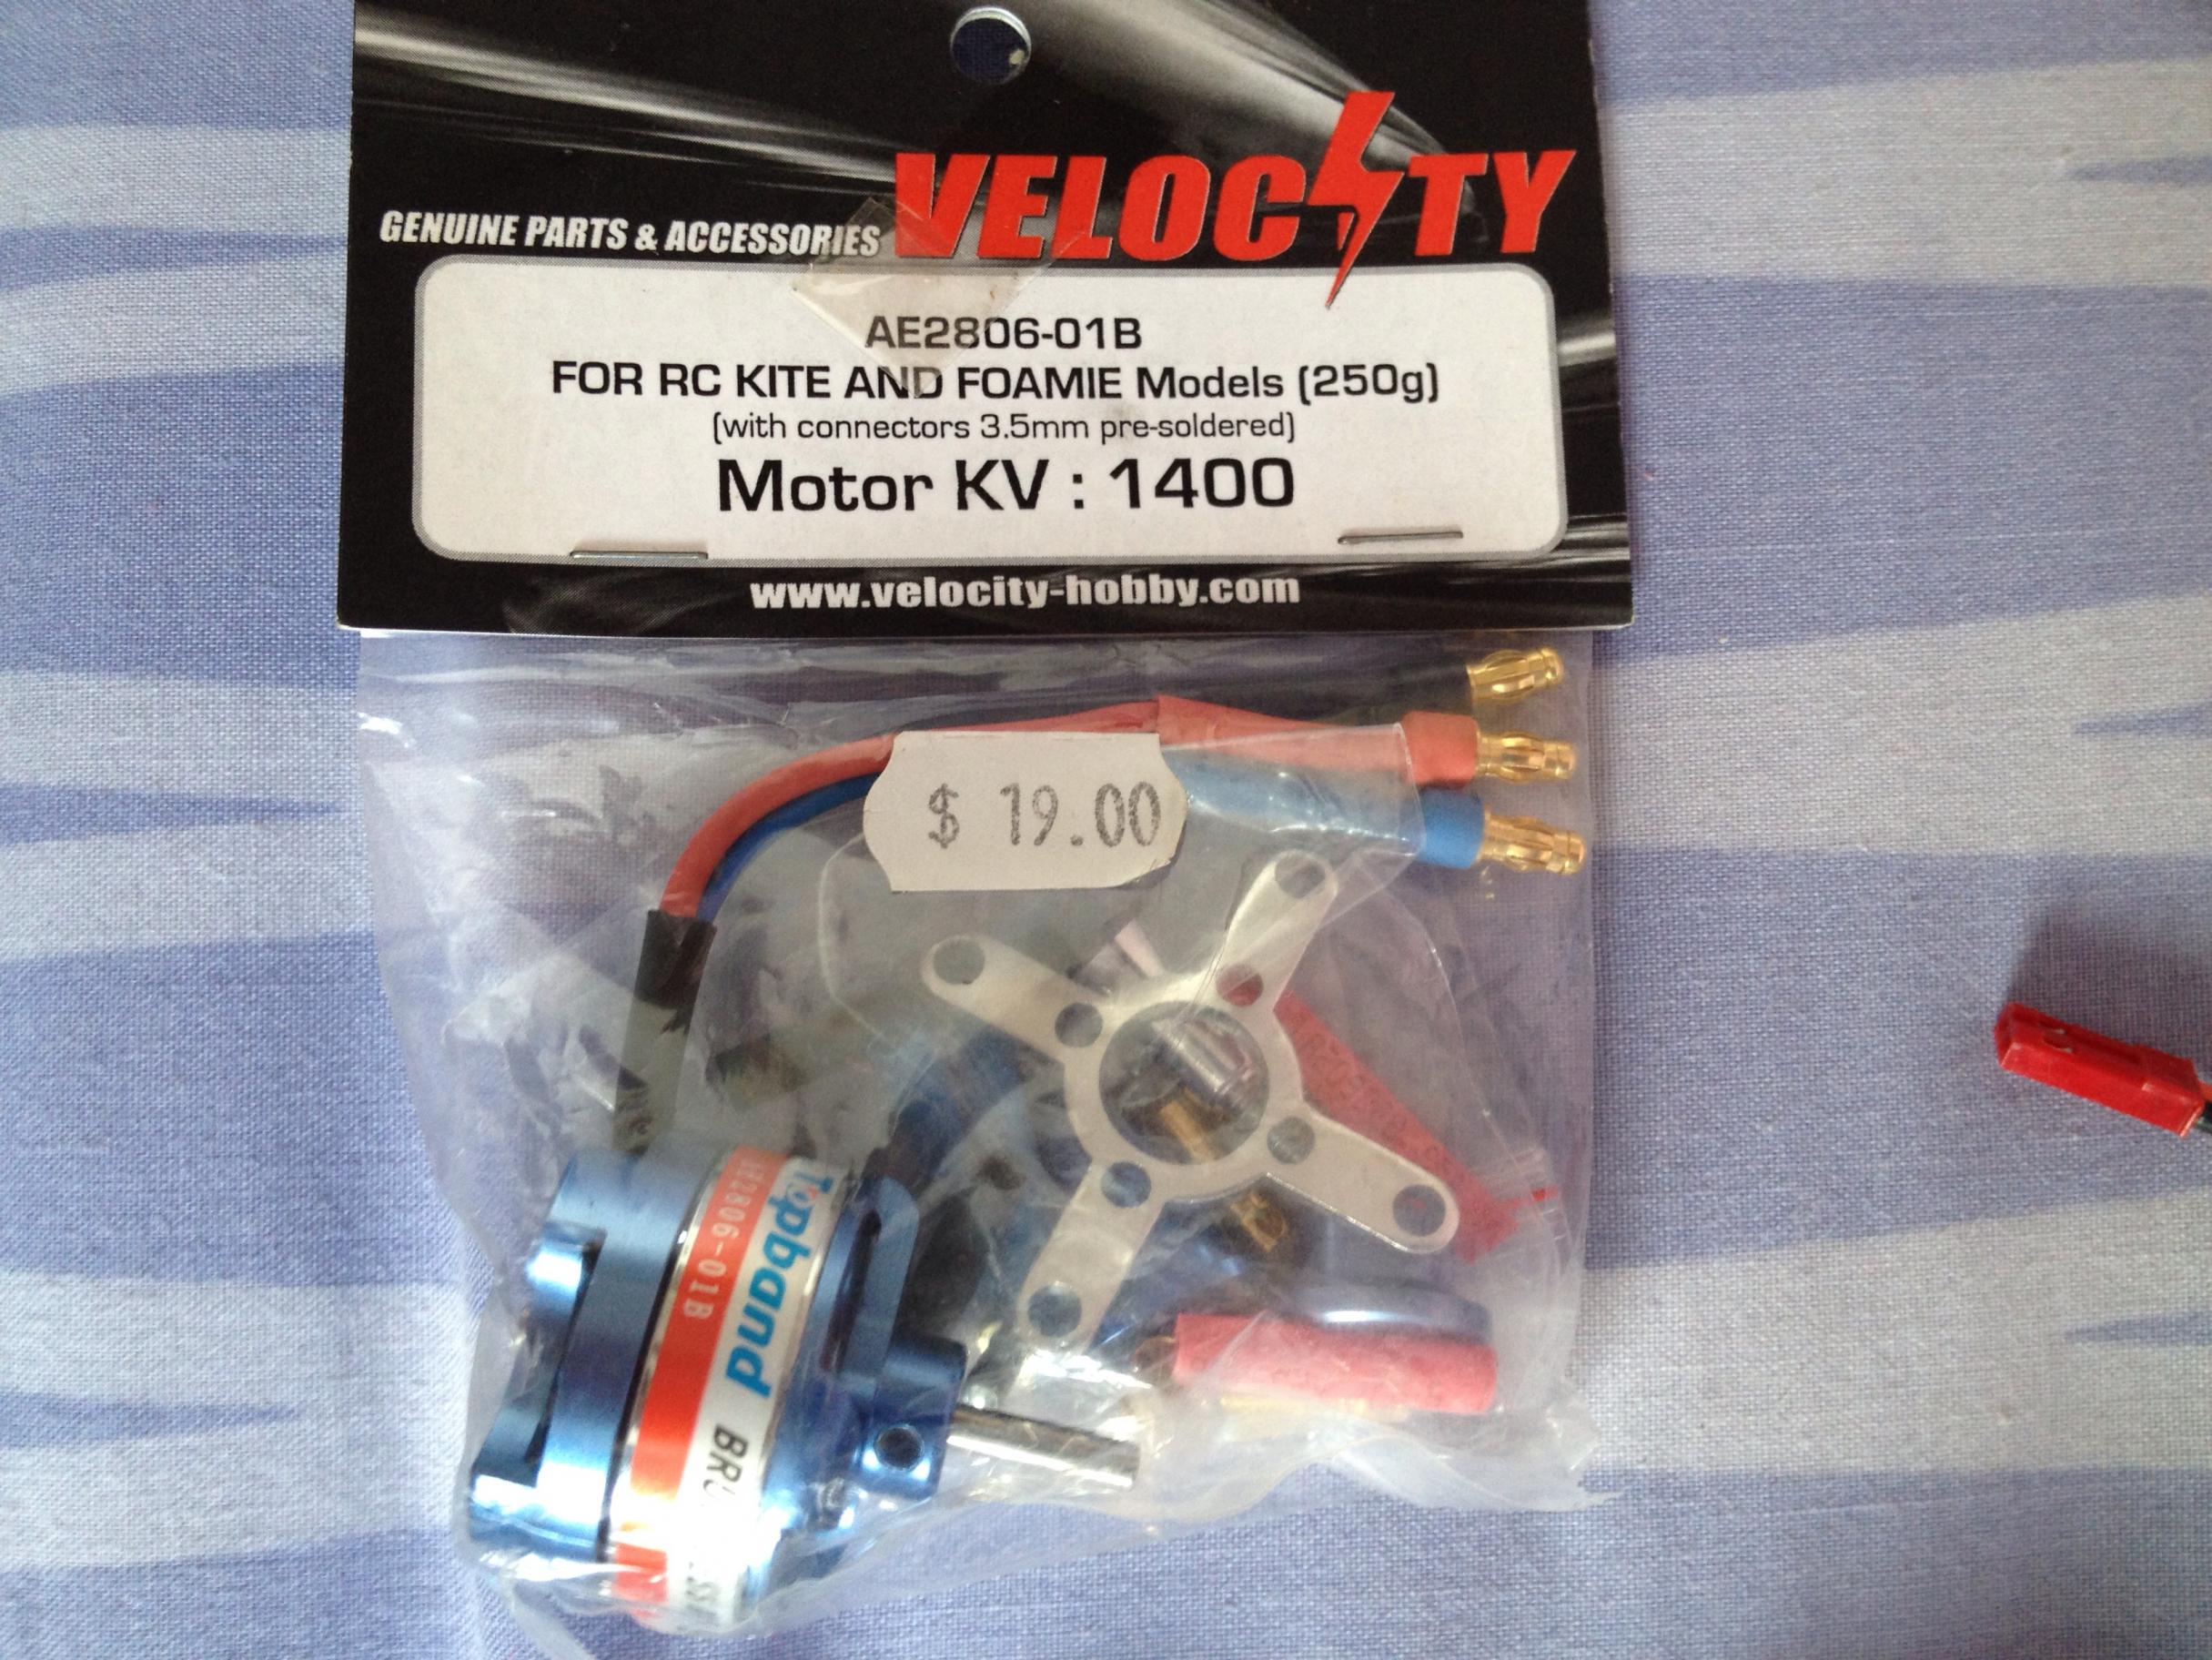 VELOCITY
GENUINE PARTS & ACCESSORIES
AE2806-01B
FOR RC KITE AND FOAMIE Models (250g)
(with connectors 3.5mm pre-soldered)
Motor KV : 1400
www.velocity-hobby.com
$ 19.00
Topband
AE2806-01B